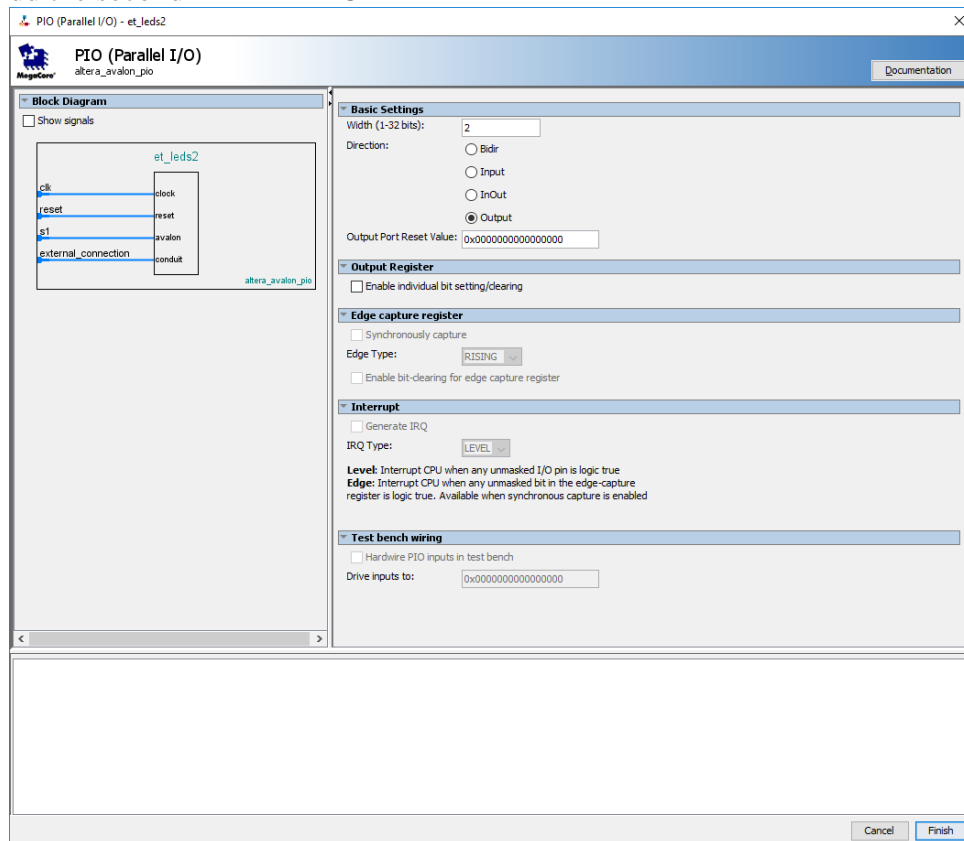 PIO (Parallel I/O) - et_leds2
PIO (Parallel I/O)
altera_avalon_pio
MegaCore'
Documentation
Block Diagram
Show signals
et_leds2
clk
clock
reset
reset
s1
avalon
external_connection
conduit
altera_avalon_pio
Basic Settings
Width (1-32 bits): 2
Direction:
Bidir
Input
InOut
Output
Output Port Reset Value: 0x0000000000000000
Output Register
Enable individual bit setting/clearing
Edge capture register
Synchronously capture
Edge Type: RISING
Enable bit-clearing for edge capture register
Interrupt
Generate IRQ
IRQ Type: LEVEL
Level: Interrupt CPU when any unmasked I/O pin is logic true
Edge: Interrupt CPU when any unmasked bit in the edge-capture
register is logic true. Available when synchronous capture is enabled
Test bench wiring
Hardwire PIO inputs in test bench
Drive inputs to: 0x0000000000000000
Cancel Finish